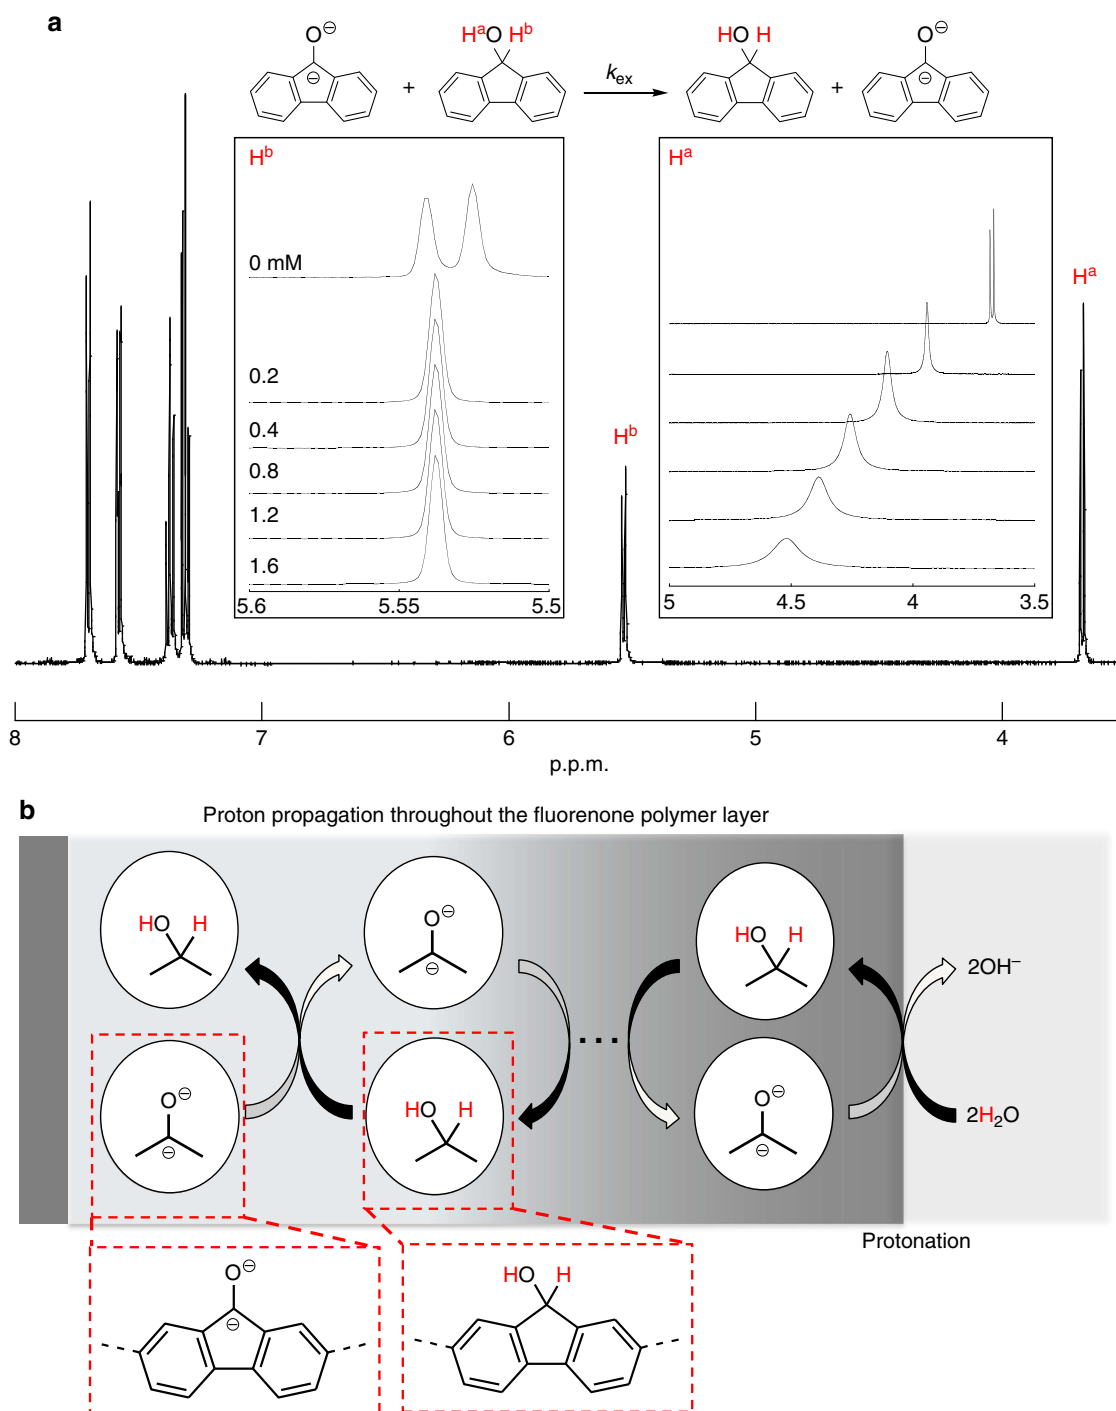 a
O⊖
HᵃO Hᵇ
HO H
O⊖
⊖
+
k_ex
+
⊖
Hᵇ
Hᵃ
0 mM
0.2
0.4
0.8
1.2
1.6
5.6 5.55 5.5
5 4.5 4 3.5
Hᵇ
Hᵃ
8 7 6 5 4
p.p.m.
b
Proton propagation throughout the fluorenone polymer layer
HO H
O⊖
⊖
HO H
2OH⁻
...
O⊖
⊖
HO H
O⊖
⊖
2H₂O
Protonation
O⊖
⊖
HO H